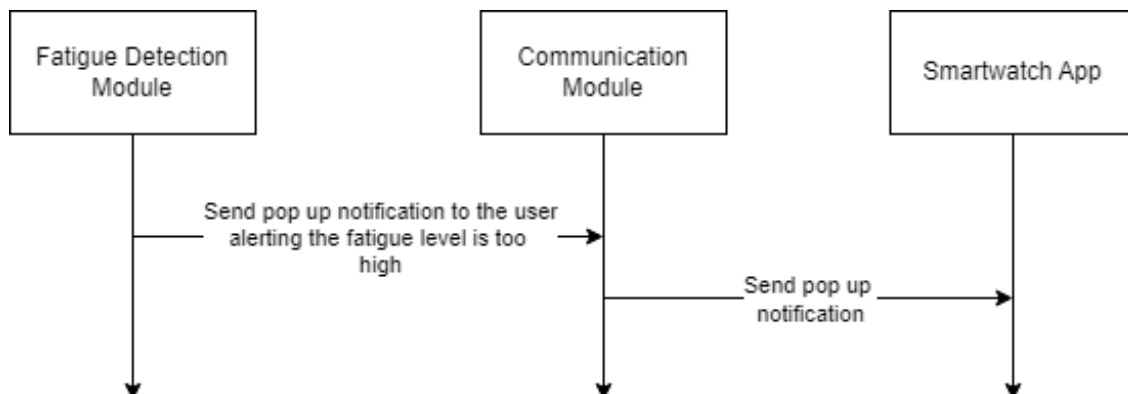 Fatigue Detection
Module
Communication
Module
Smartwatch App
Send pop up notification to the user
alerting the fatigue level is too
high
Send pop up
notification